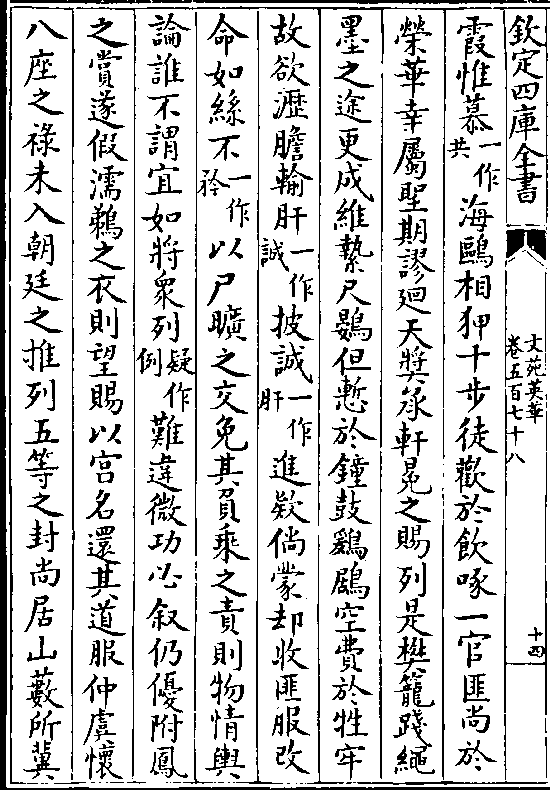 欽定四庫全書
文苑英華
卷五百七十八
十四
霞惟慕一作共海鷗相狎十步徒歡於飲啄一官匪尚於
榮華幸屬聖期謬廻天奬承軒冕之賜列是樊籠踐繩
墨之途更成維縶尺鷃但慙於鐘鼓鷄鶋空費於牲牢
故欲瀝膽輸肝一作誠披誠一作肝進欵倘蒙却收匪服改
命如絲不一作矜以尸曠之交免其負乘之責則物情輿
論誰不謂宜如將衆列疑作例難違微功必叙仍優附鳳
之賞遂假濡鵜之衣則望賜以宫名還其道服仲虞懷
八座之禄未入朝廷之推列五等之封尚居山藪所冀